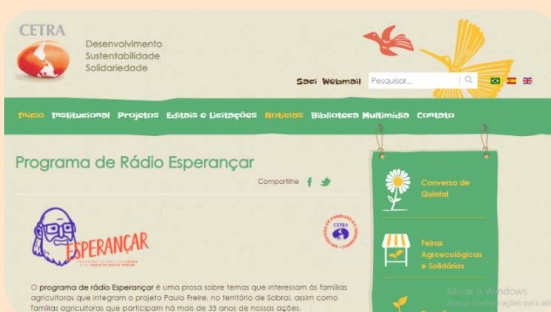 CETRA
Desenvolvimento
Sustentabilidade
Solidariedade
Saci Webmail Pesquisar...
Início Institucional Projetos Editais e Licitações Notícias Biblioteca Multimídia Contato
Programa de Rádio Esperançar
Compartilhe
ESPERANÇAR
CETRA
O programa de rádio Esperançar é uma prosa sobre temas que interessam às famílias
agricultoras que integram o projeto Paulo Freire, no território de Sobral, assim como
famílias agricultoras que participam há mais de 35 anos de nossas ações.
Conversa de
Quintal
Feiras
Agroecológicas
e Solidárias
Ativar o Windows